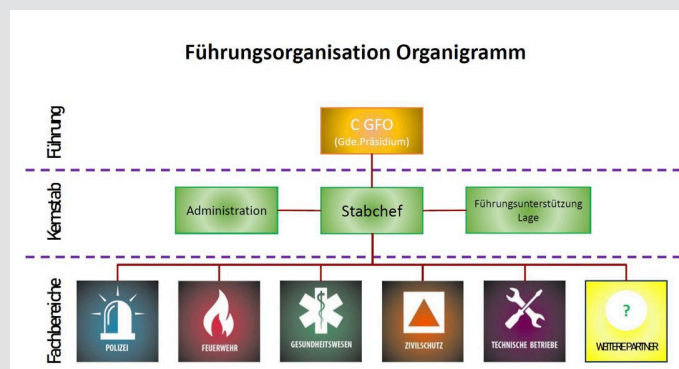 Führungsorganisation Organigramm
Führung
C GFO
(Gde.Präsidium)
Kernstab
Administration
Stabchef
Führungsunterstützung
Lage
Fachbereiche
POLIZEI
FEUERWEHR
GESUNDHEITSWESEN
ZIVILSCHUTZ
TECHNISCHE BETRIEBE
?
WEITERE PARTNER